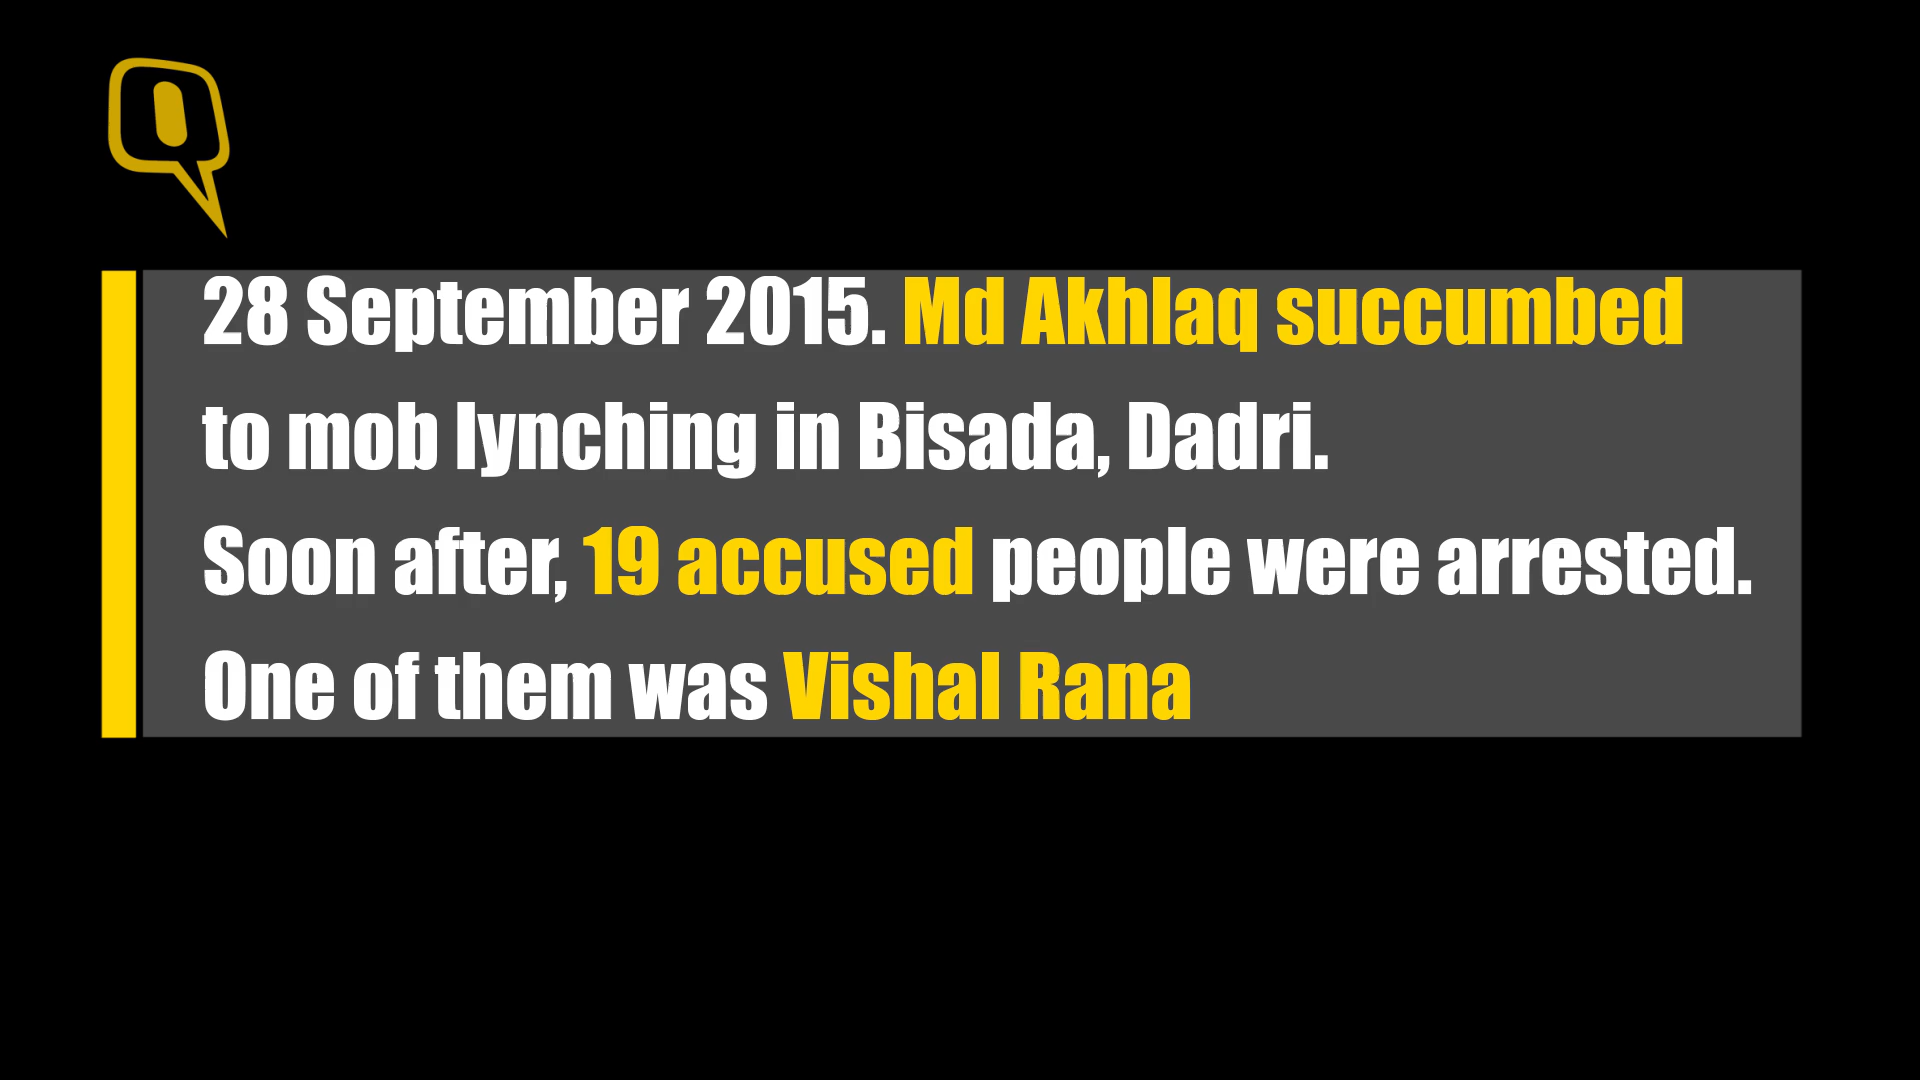 28 September 2015. Md Akhlaq succumbed
to mob lynching in Bisada, Dadri.
Soon after, 19 accused people were arrested.
One of them was Vishal Rana